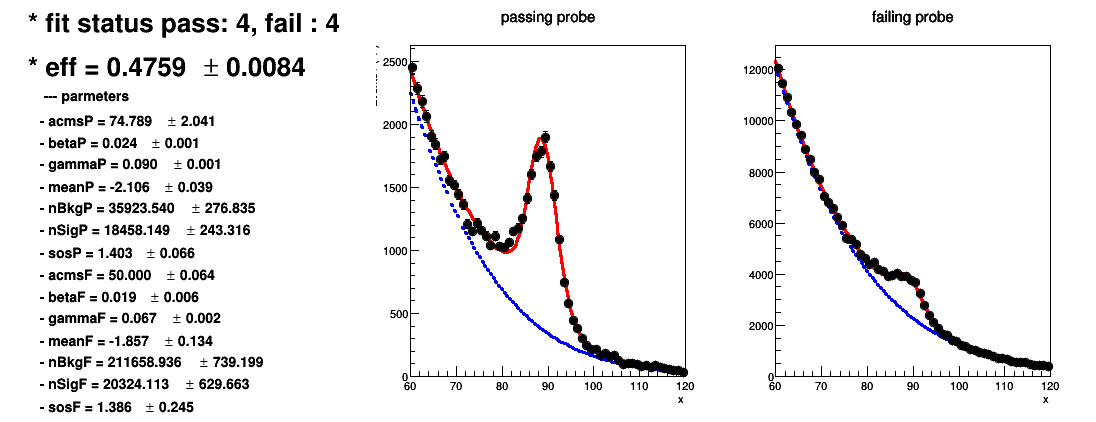 * fit status pass: 4, fail : 4
* eff = 0.4759 ± 0.0084
--- parmeters
- acmsP = 74.789 ± 2.041
- betaP = 0.024 ± 0.001
- gammaP = 0.090 ± 0.001
- meanP = -2.106 ± 0.039
- nBkgP = 35923.540 ± 276.835
- nSigP = 18458.149 ± 243.316
- sosP = 1.403 ± 0.066
- acmsF = 50.000 ± 0.064
- betaF = 0.019 ± 0.006
- gammaF = 0.067 ± 0.002
- meanF = -1.857 ± 0.134
- nBkgF = 211658.936 ± 739.199
- nSigF = 20324.113 ± 629.663
- sosF = 1.386 ± 0.245
passing probe
2500
2000
1500
1000
500
0
60 70 80 90 100 110 120
x
failing probe
12000
10000
8000
6000
4000
2000
0
60 70 80 90 100 110 120
x